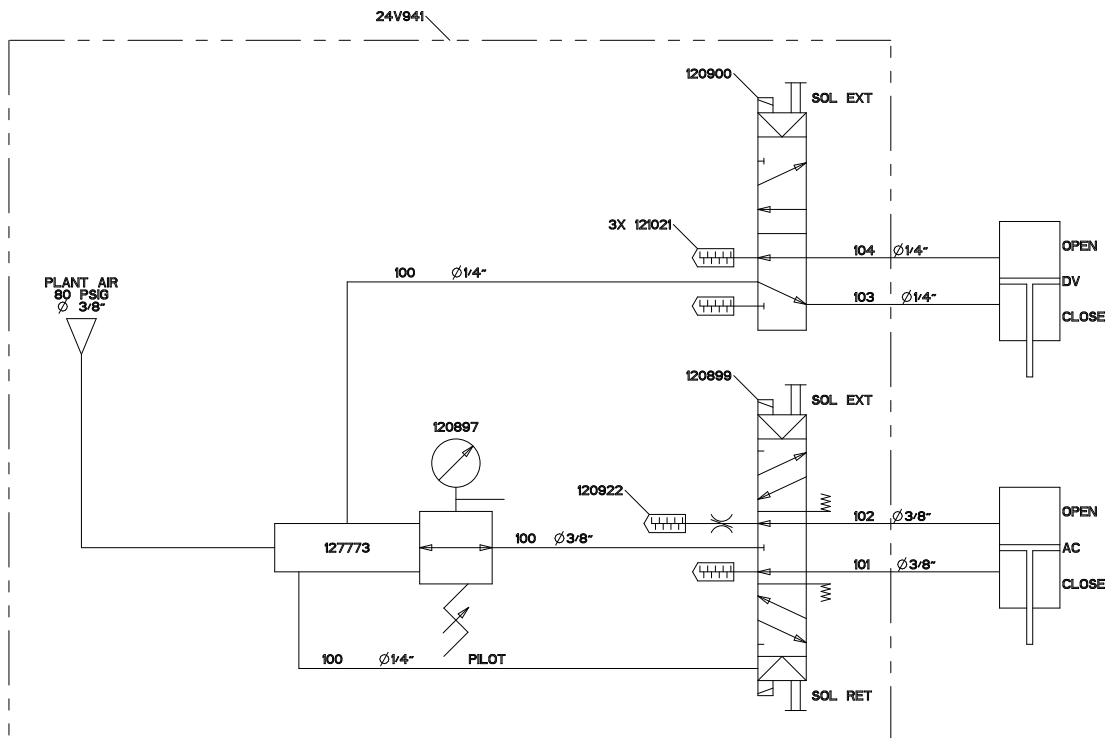 24V941
120900
SOL EXT
3X 121021
104 Ø1/4"
OPEN
PLANT AIR
80 PSIG
Ø 3/8"
100 Ø1/4"
DV
103 Ø1/4"
CLOSE
120899
SOL EXT
120897
120922
102 Ø3/8"
OPEN
127773
100 Ø3/8"
AC
101 Ø3/8"
CLOSE
100 Ø1/4"
PILOT
SOL RET